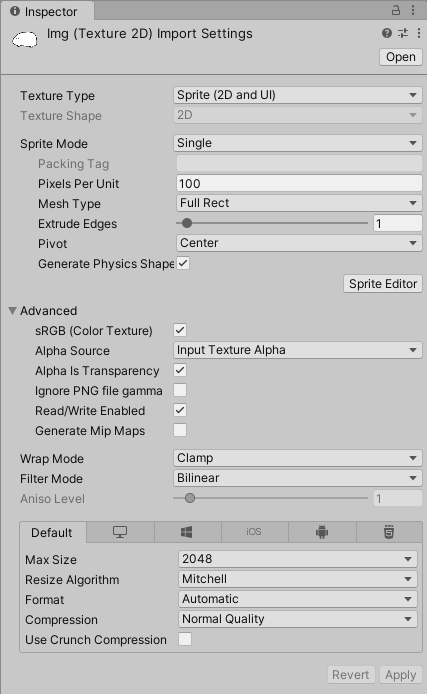 Inspector
Img (Texture 2D) Import Settings
Open
Texture Type Sprite (2D and UI)
Texture Shape 2D
Sprite Mode Single
Packing Tag
Pixels Per Unit 100
Mesh Type Full Rect
Extrude Edges 1
Pivot Center
Generate Physics Shape
Sprite Editor
Advanced
sRGB (Color Texture)
Alpha Source Input Texture Alpha
Alpha Is Transparency
Ignore PNG file gamma
Read/Write Enabled
Generate Mip Maps
Wrap Mode Clamp
Filter Mode Bilinear
Aniso Level 1
Default iOS
Max Size 2048
Resize Algorithm Mitchell
Format Automatic
Compression Normal Quality
Use Crunch Compression
Revert Apply